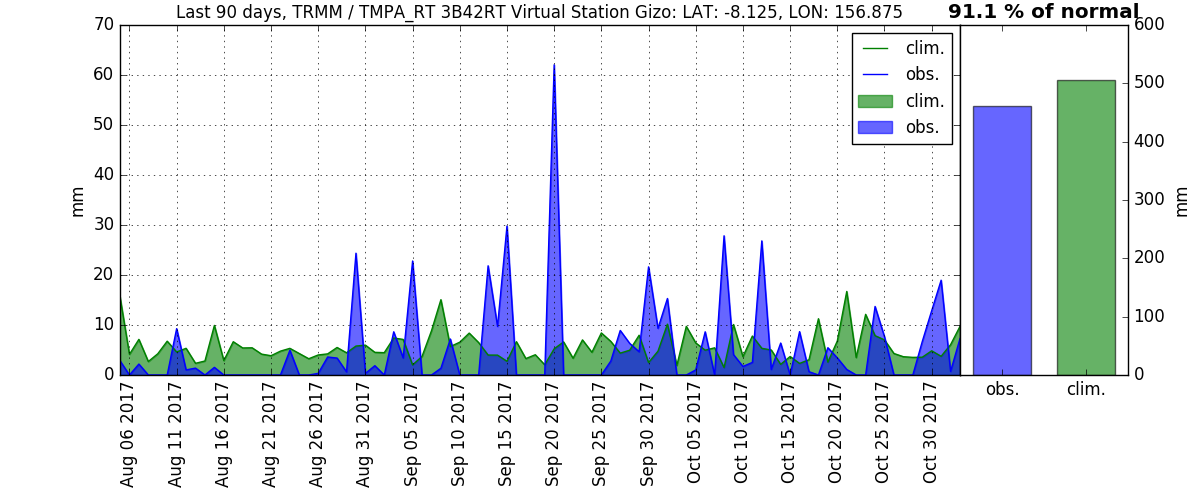 Last 90 days, TRMM / TMPA_RT 3B42RT Virtual Station Gizo: LAT: -8.125, LON: 156.875
91.1 % of normal
70
60
50
40
30
20
10
0
mm
clim.
obs.
clim.
obs.
600
500
400
300
200
100
0
mm
obs.
clim.
Aug 06 2017
Aug 11 2017
Aug 16 2017
Aug 21 2017
Aug 26 2017
Aug 31 2017
Sep 05 2017
Sep 10 2017
Sep 15 2017
Sep 20 2017
Sep 25 2017
Sep 30 2017
Oct 05 2017
Oct 10 2017
Oct 15 2017
Oct 20 2017
Oct 25 2017
Oct 30 2017